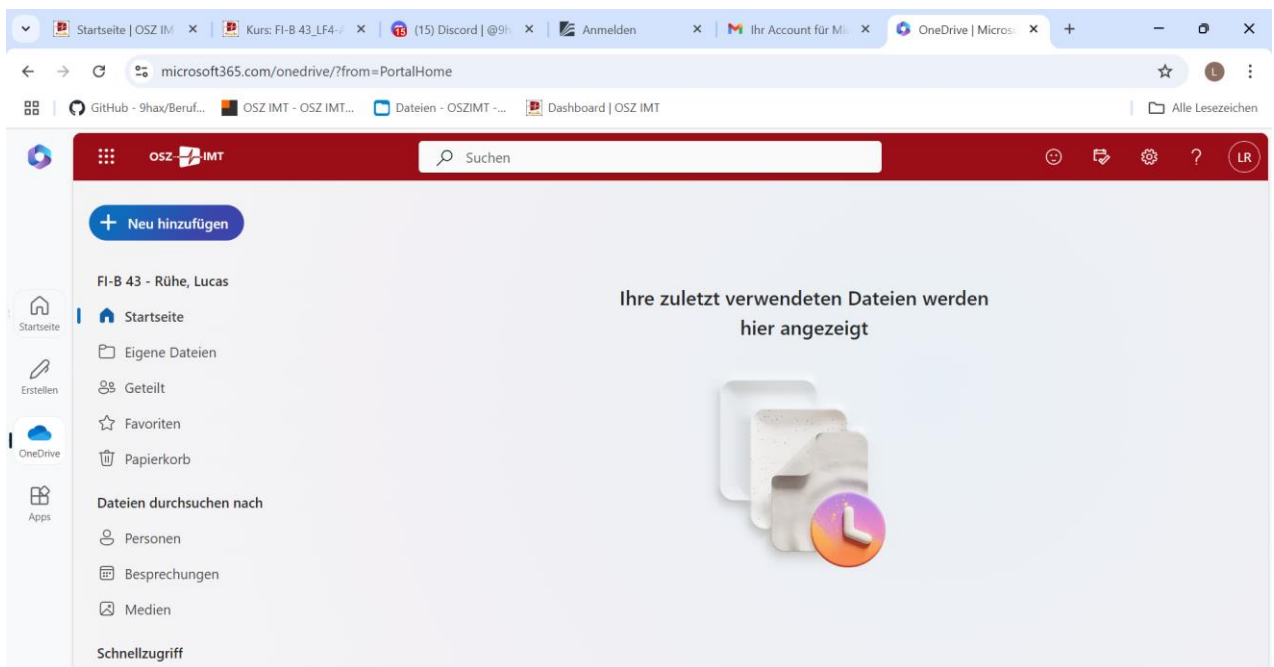 Startseite | OSZ IM
Kurs: FI-B 43_LF4-
(15) Discord | @9h
Anmelden
Ihr Account für Mi
OneDrive | Micros
microsoft365.com/onedrive/?from=PortalHome
L
GitHub - 9hax/Beruf...
OSZ IMT - OSZ IMT...
Dateien - OSZIMT -...
Dashboard | OSZ IMT
Alle Lesezeichen
OSZ IMT
Suchen
LR
Startseite
Erstellen
OneDrive
Apps
Neu hinzufügen
FI-B 43 - Rühe, Lucas
Startseite
Eigene Dateien
Geteilt
Favoriten
Papierkorb
Dateien durchsuchen nach
Personen
Besprechungen
Medien
Schnellzugriff
Ihre zuletzt verwendeten Dateien werden
hier angezeigt